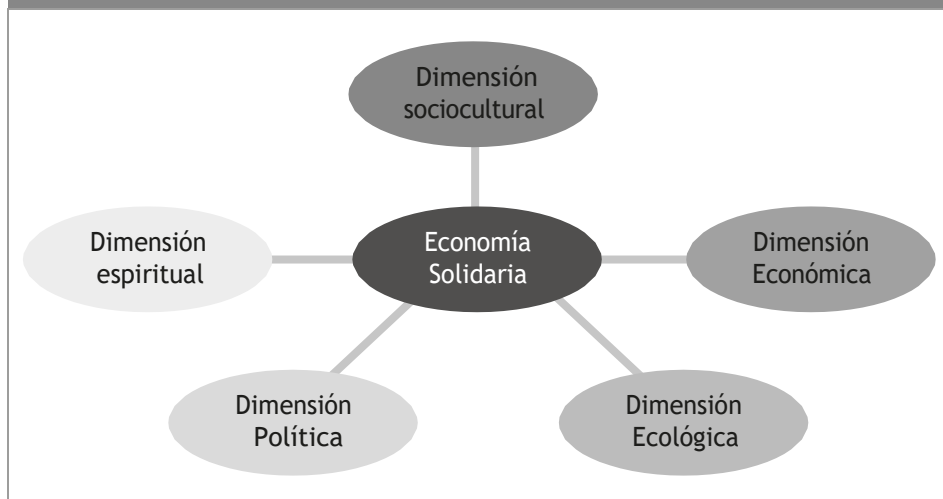 Dimensión
sociocultural
Dimensión
espiritual
Economía
Solidaria
Dimensión
Económica
Dimensión
Política
Dimensión
Ecológica